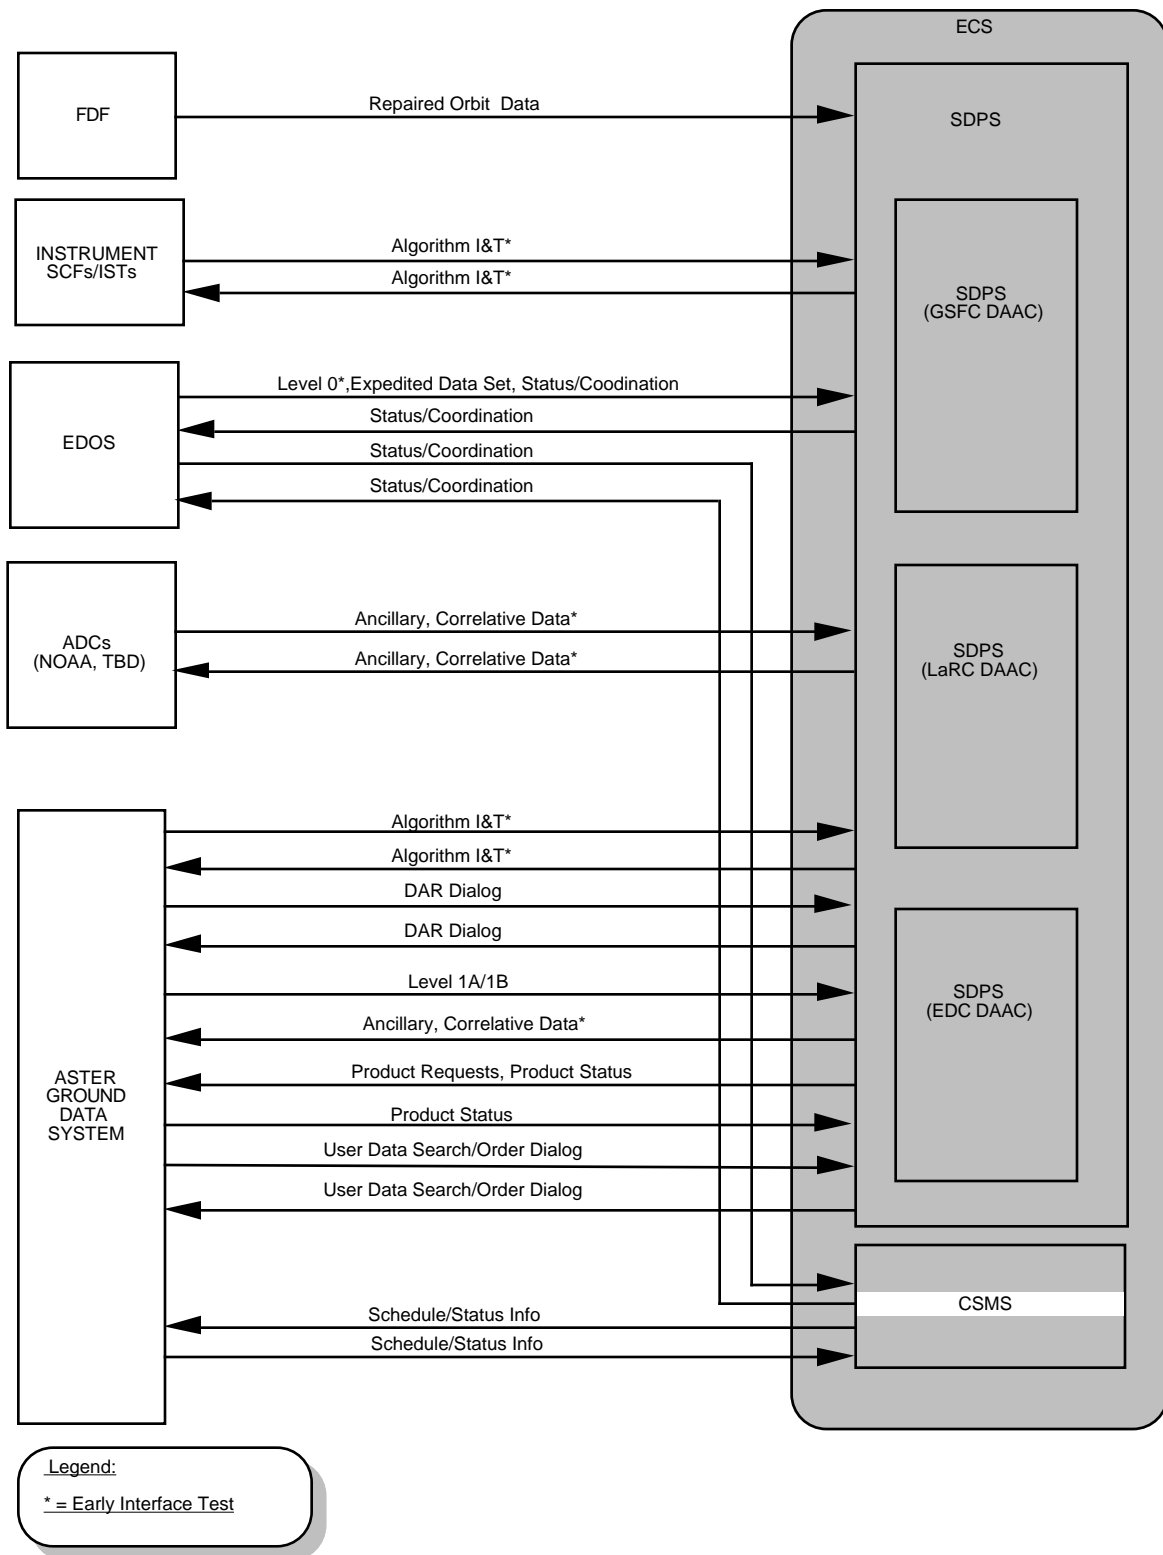 ECS
FDF
Repaired Orbit Data
SDPS
INSTRUMENT
SCFs/ISTs
Algorithm I&T*
Algorithm I&T*
SDPS
(GSFC DAAC)
EDOS
Level 0*,Expedited Data Set, Status/Coodination
Status/Coordination
Status/Coordination
Status/Coordination
ADCs
(NOAA, TBD)
Ancillary, Correlative Data*
Ancillary, Correlative Data*
SDPS
(LaRC DAAC)
Algorithm I&T*
Algorithm I&T*
DAR Dialog
DAR Dialog
Level 1A/1B
Ancillary, Correlative Data*
SDPS
(EDC DAAC)
ASTER
GROUND
DATA
SYSTEM
Product Requests, Product Status
Product Status
User Data Search/Order Dialog
User Data Search/Order Dialog
CSMS
Schedule/Status Info
Schedule/Status Info
Legend:
* = Early Interface Test